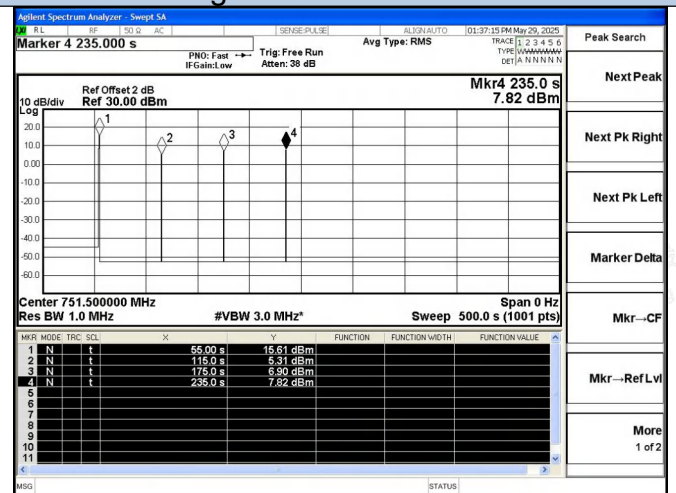 Agilent Spectrum Analyzer - Swept SA
LXI RL RF 50 Ω AC SENSE:PULSE ALIGNAUTO 01:37:15 PM May 29, 2025
Marker 4 235.000 s
PNO: Fast
IFGain:Low
Trig: Free Run
Atten: 38 dB
Avg Type: RMS
TRACE 1 2 3 4 5 6
TYPE
DET A N N N N N
Peak Search
Ref Offset 2 dB
10 dB/div Ref 30.00 dBm
Mkr4 235.0 s
7.82 dBm
Log
20.0
10.0
0.00
-10.0
-20.0
-30.0
-40.0
-50.0
-60.0
1
2
3
4
Center 751.500000 MHz Span 0 Hz
Res BW 1.0 MHz #VBW 3.0 MHz* Sweep 500.0 s (1001 pts)
MKR MODE TRC SCL X Y FUNCTION FUNCTION WIDTH FUNCTION VALUE
1 N t 55.00 s 15.61 dBm
2 N t 115.0 s 5.31 dBm
3 N t 175.0 s 6.90 dBm
4 N t 235.0 s 7.82 dBm
5
6
7
8
9
10
11
Next Peak
Next Pk Right
Next Pk Left
Marker Delta
Mkr→CF
Mkr→Ref Lvl
More
1 of 2
MSG STATUS